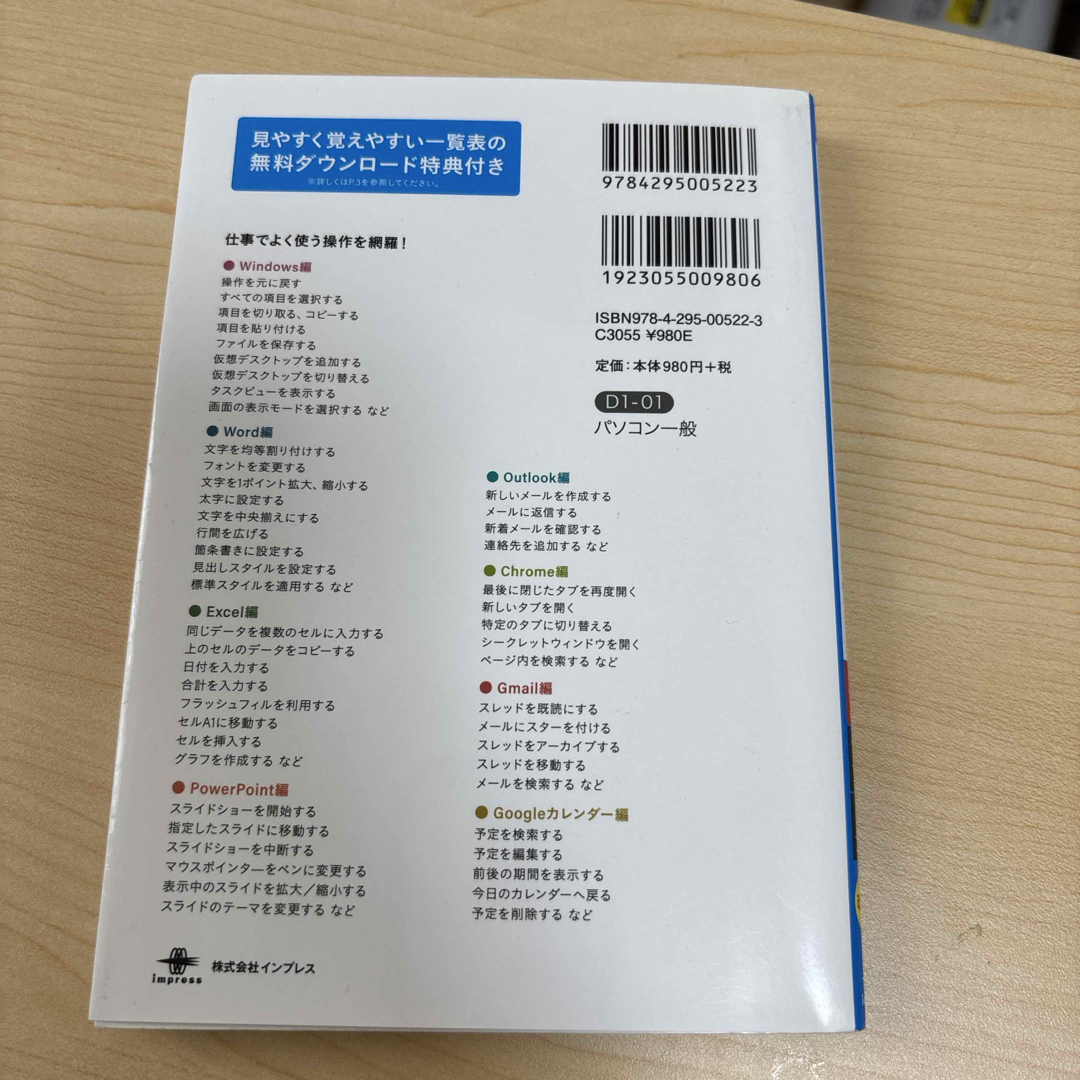 見やすく覚えやすい一覧表の
無料ダウンロード特典付き
※詳しくはP.3を参照してください。
9784295005223
1923055009806
ISBN978-4-295-00522-3
C3055 ¥980E
定価:本体980円+税
D1-01
パソコン一般
仕事でよく使う操作を網羅!
● Windows編
操作を元に戻す
すべての項目を選択する
項目を切り取る、コピーする
項目を貼り付ける
ファイルを保存する
仮想デスクトップを追加する
仮想デスクトップを切り替える
タスクビューを表示する
画面の表示モードを選択する など
● Word編
文字を均等割り付けする
フォントを変更する
文字を1ポイント拡大、縮小する
太字に設定する
文字を中央揃えにする
行間を広げる
箇条書きに設定する
見出しスタイルを設定する
標準スタイルを適用する など
● Excel編
同じデータを複数のセルに入力する
上のセルのデータをコピーする
日付を入力する
合計を入力する
フラッシュフィルを利用する
セルA1に移動する
セルを挿入する
グラフを作成する など
● PowerPoint編
スライドショーを開始する
指定したスライドに移動する
スライドショーを中断する
マウスポインターをペンに変更する
表示中のスライドを拡大/縮小する
スライドのテーマを変更する など
● Outlook編
新しいメールを作成する
メールに返信する
新着メールを確認する
連絡先を追加する など
● Chrome編
最後に閉じたタブを再度開く
新しいタブを開く
特定のタブに切り替える
シークレットウィンドウを開く
ページ内を検索する など
● Gmail編
スレッドを既読にする
メールにスターを付ける
スレッドをアーカイブする
スレッドを移動する
メールを検索する など
● Googleカレンダー編
予定を検索する
予定を編集する
前後の期間を表示する
今日のカレンダーへ戻る
予定を削除する など
impress
株式会社インプレス